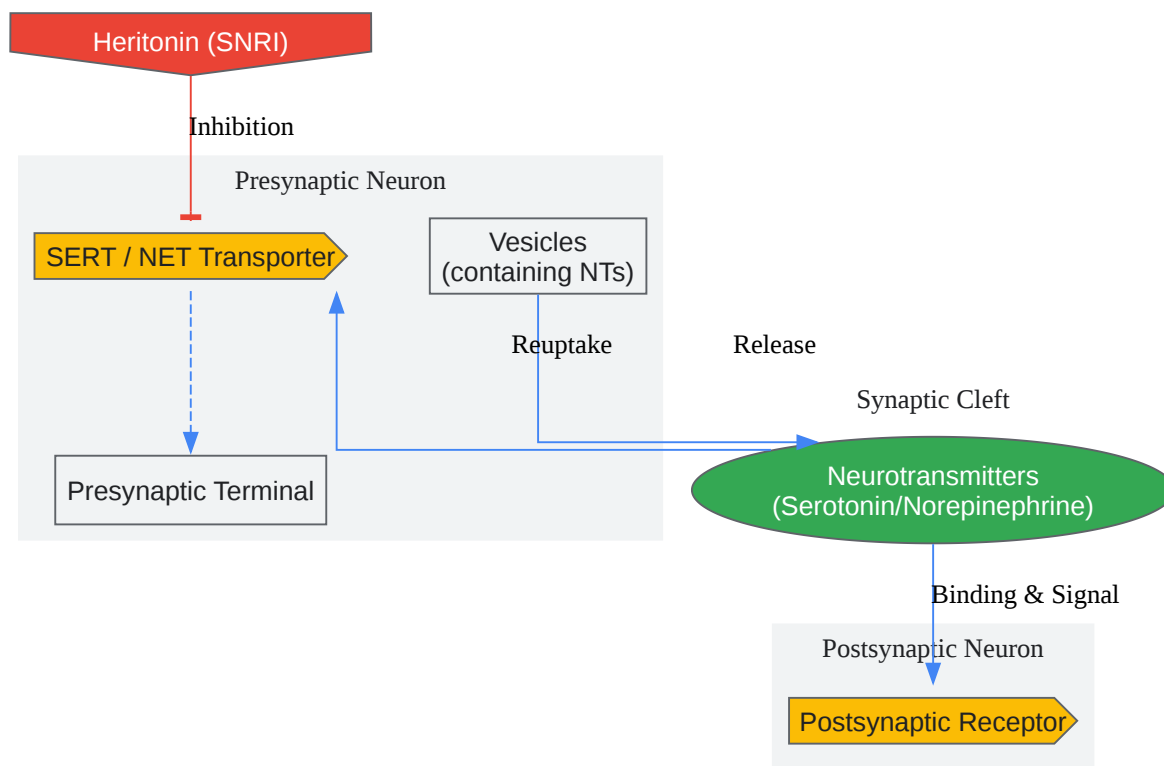 Heritonin (SNRI)
Inhibition
Presynaptic Neuron
SERT / NET Transporter
Vesicles
(containing NTs)
Reuptake
Release
Synaptic Cleft
Presynaptic Terminal
Neurotransmitters
(Serotonin/Norepinephrine)
Binding & Signal
Postsynaptic Neuron
Postsynaptic Receptor